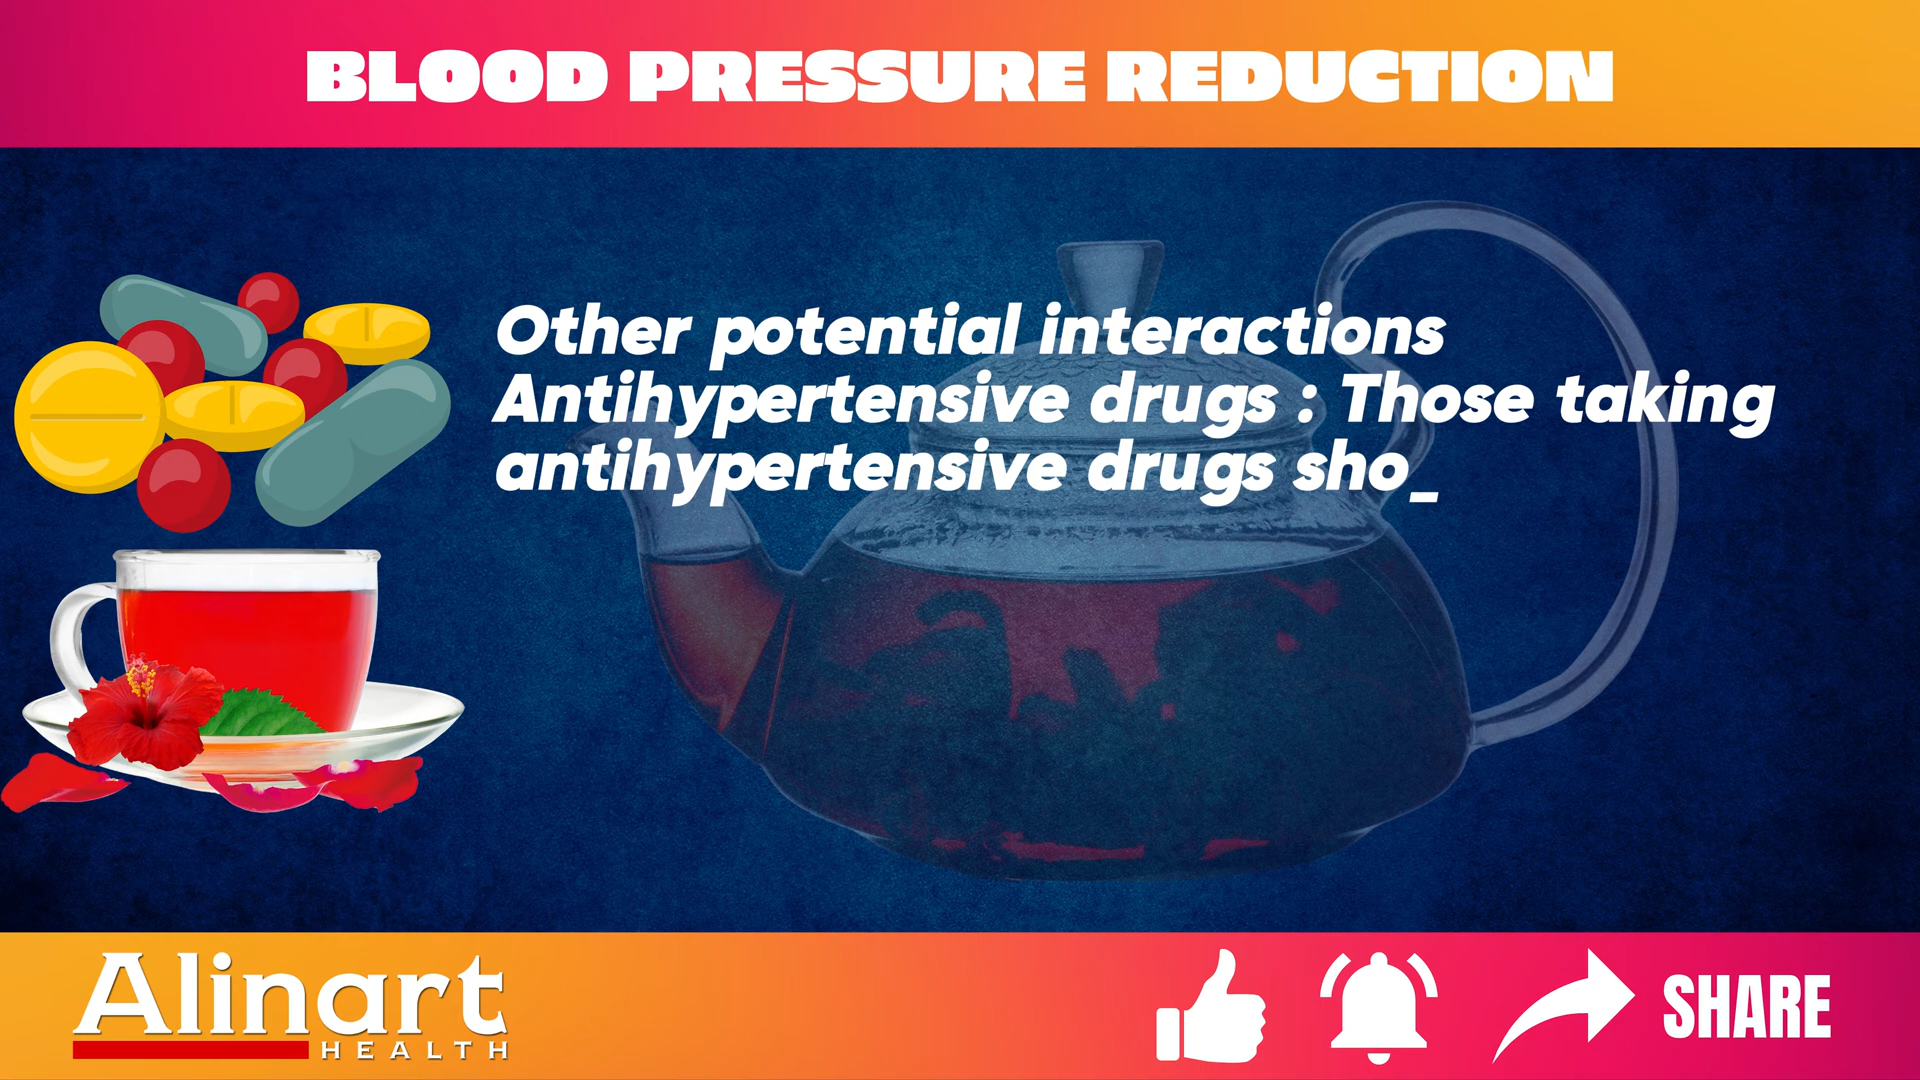 BLOOD PRESSURE REDUCTION
Other potential interactions
Antihypertensive drugs : Those taking
antihypertensive drugs sho_
Alinart
HEALTH
SHARE